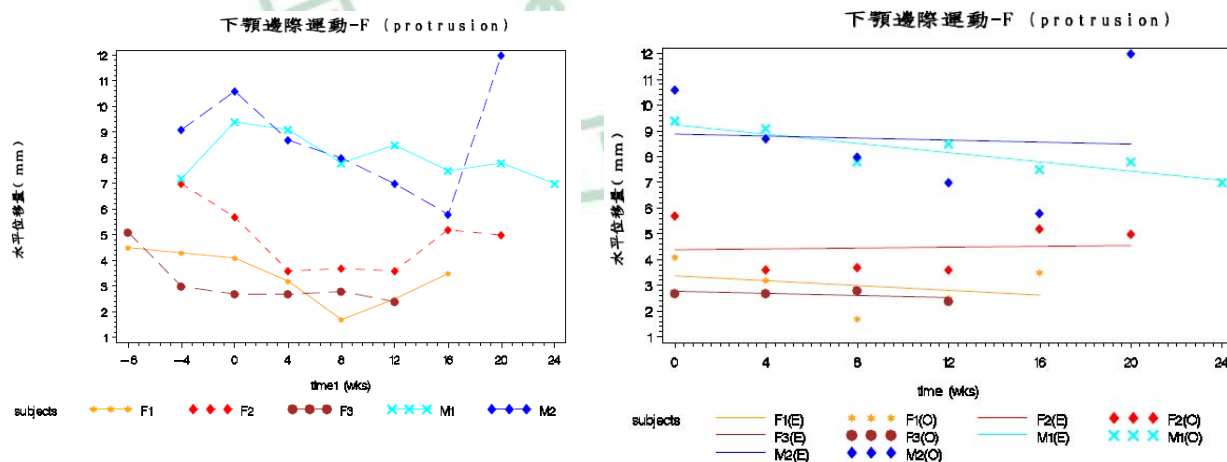 下顎邊際運動-F (protrusion)
水平位移量( mm)
12
11
10
9
8
7
6
5
4
3
2
1
-8 -4 0 4 8 12 16 20 24
time1 (wks)
subjects F1 F2 F3 M1 M2
下顎邊際運動-F (protrusion)
水平位移量( mm)
12
11
10
9
8
7
6
5
4
3
2
1
0 4 8 12 16 20 24
time (wks)
subjects F1(E) F1(O) F2(E) F2(O)
F3(E) F3(O) M1(E) M1(O)
M2(E) M2(O)